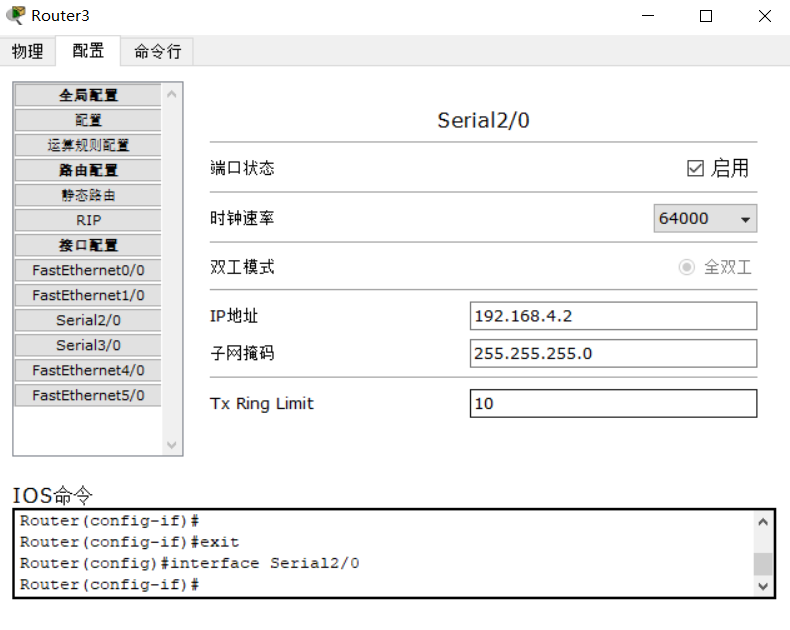 Router3
物理 配置 命令行
全局配置
配置
运算规则配置
路由配置
静态路由
RIP
接口配置
FastEthernet0/0
FastEthernet1/0
Serial2/0
Serial3/0
FastEthernet4/0
FastEthernet5/0
Serial2/0
端口状态 启用
时钟速率 64000
双工模式 全双工
IP地址 192.168.4.2
子网掩码 255.255.255.0
Tx Ring Limit 10
IOS命令
Router(config-if)#
Router(config-if)#exit
Router(config)#interface Serial2/0
Router(config-if)#